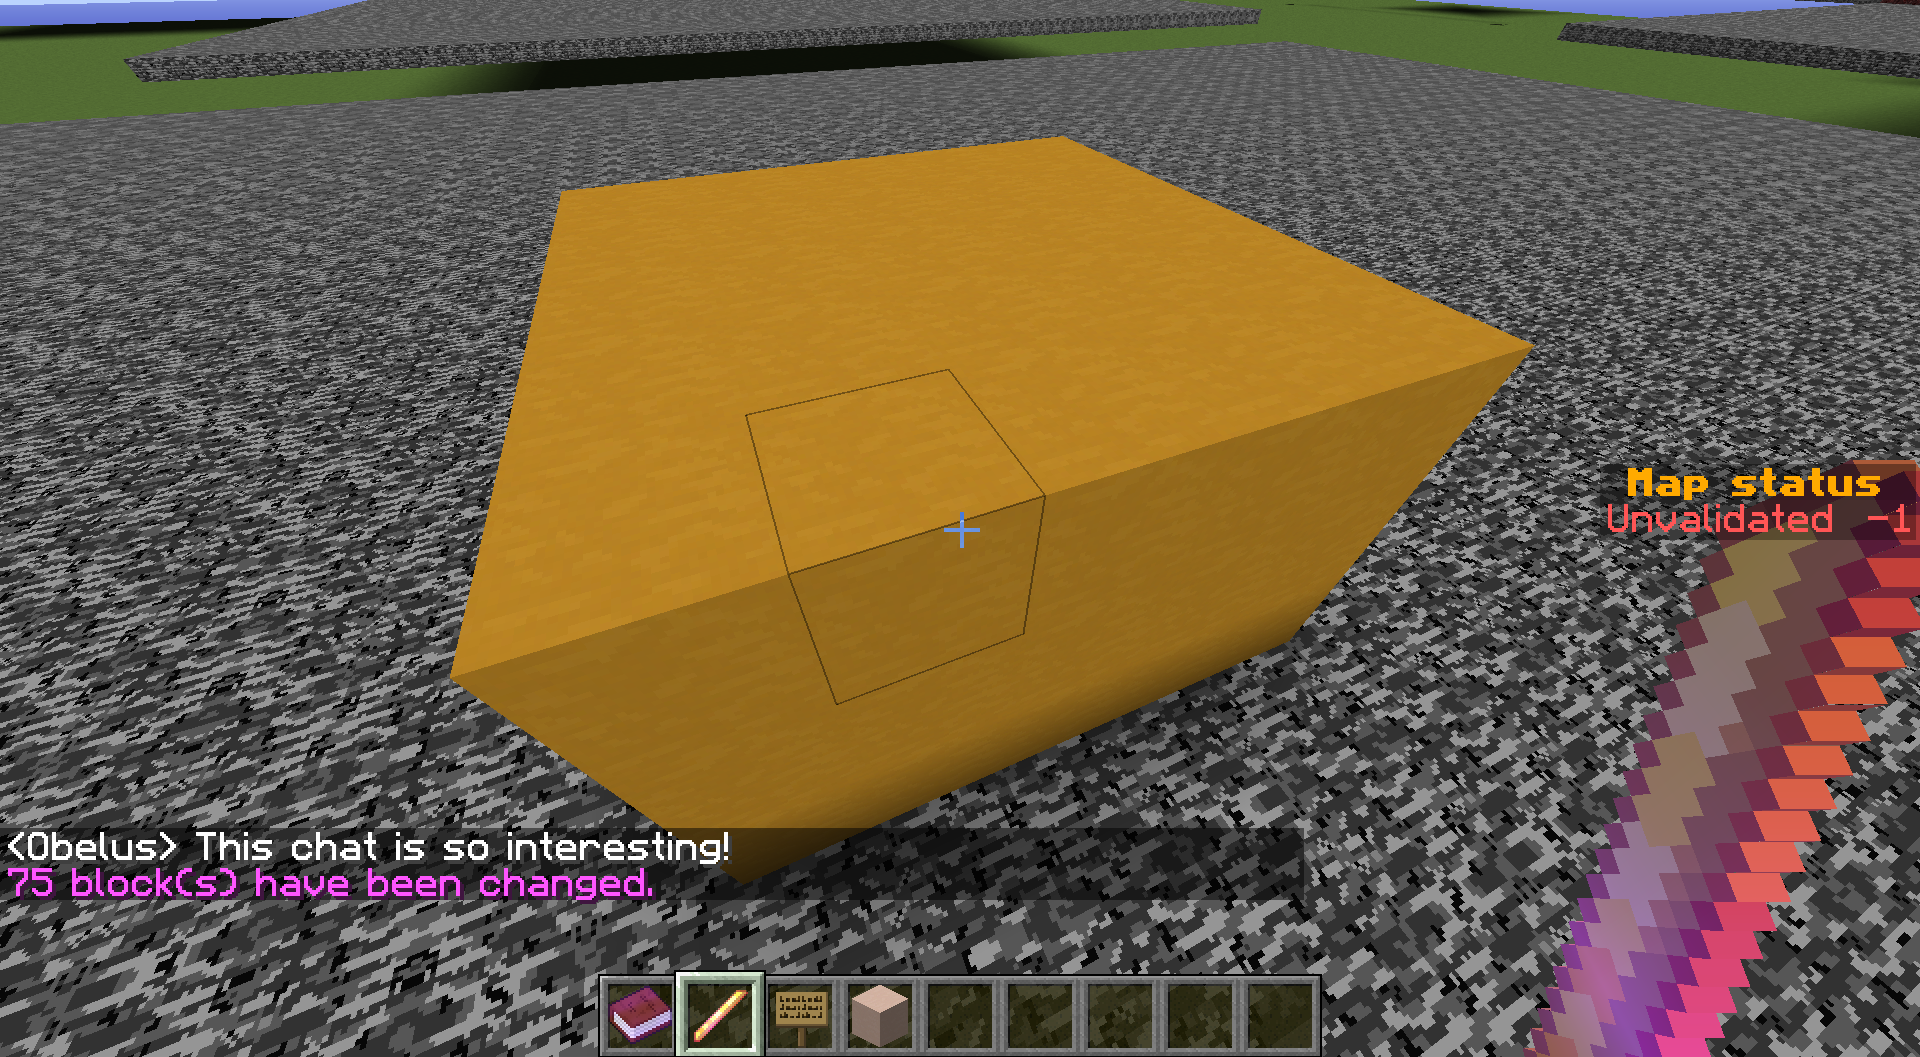 Map status
Unvalidated -1
<Obelus> This chat is so interesting!
75 block(s) have been changed.